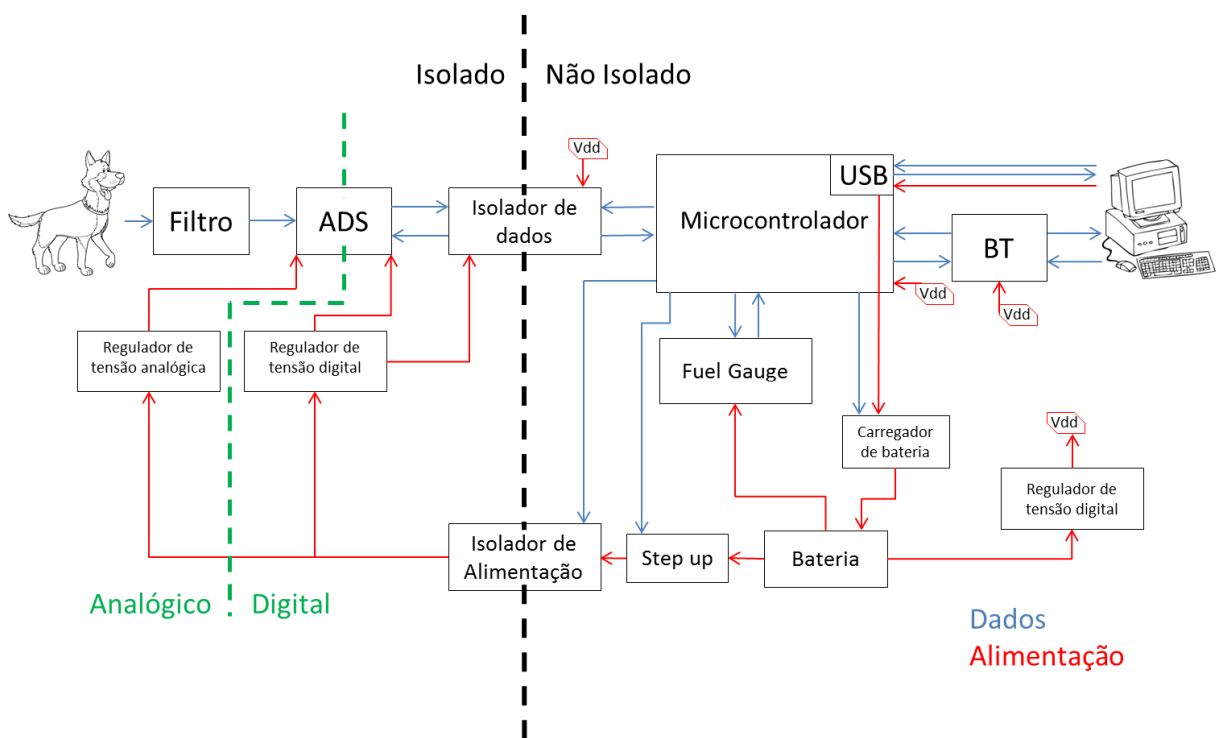 Isolado
Não Isolado
Vdd
USB
Filtro
ADS
Isolador de
dados
Microcontrolador
BT
Vdd
Vdd
Regulador de
tensão analógica
Regulador de
tensão digital
Fuel Gauge
Carregador
de bateria
Vdd
Regulador de
tensão digital
Isolador de
Alimentação
Step up
Bateria
Analógico
Digital
Dados
Alimentação